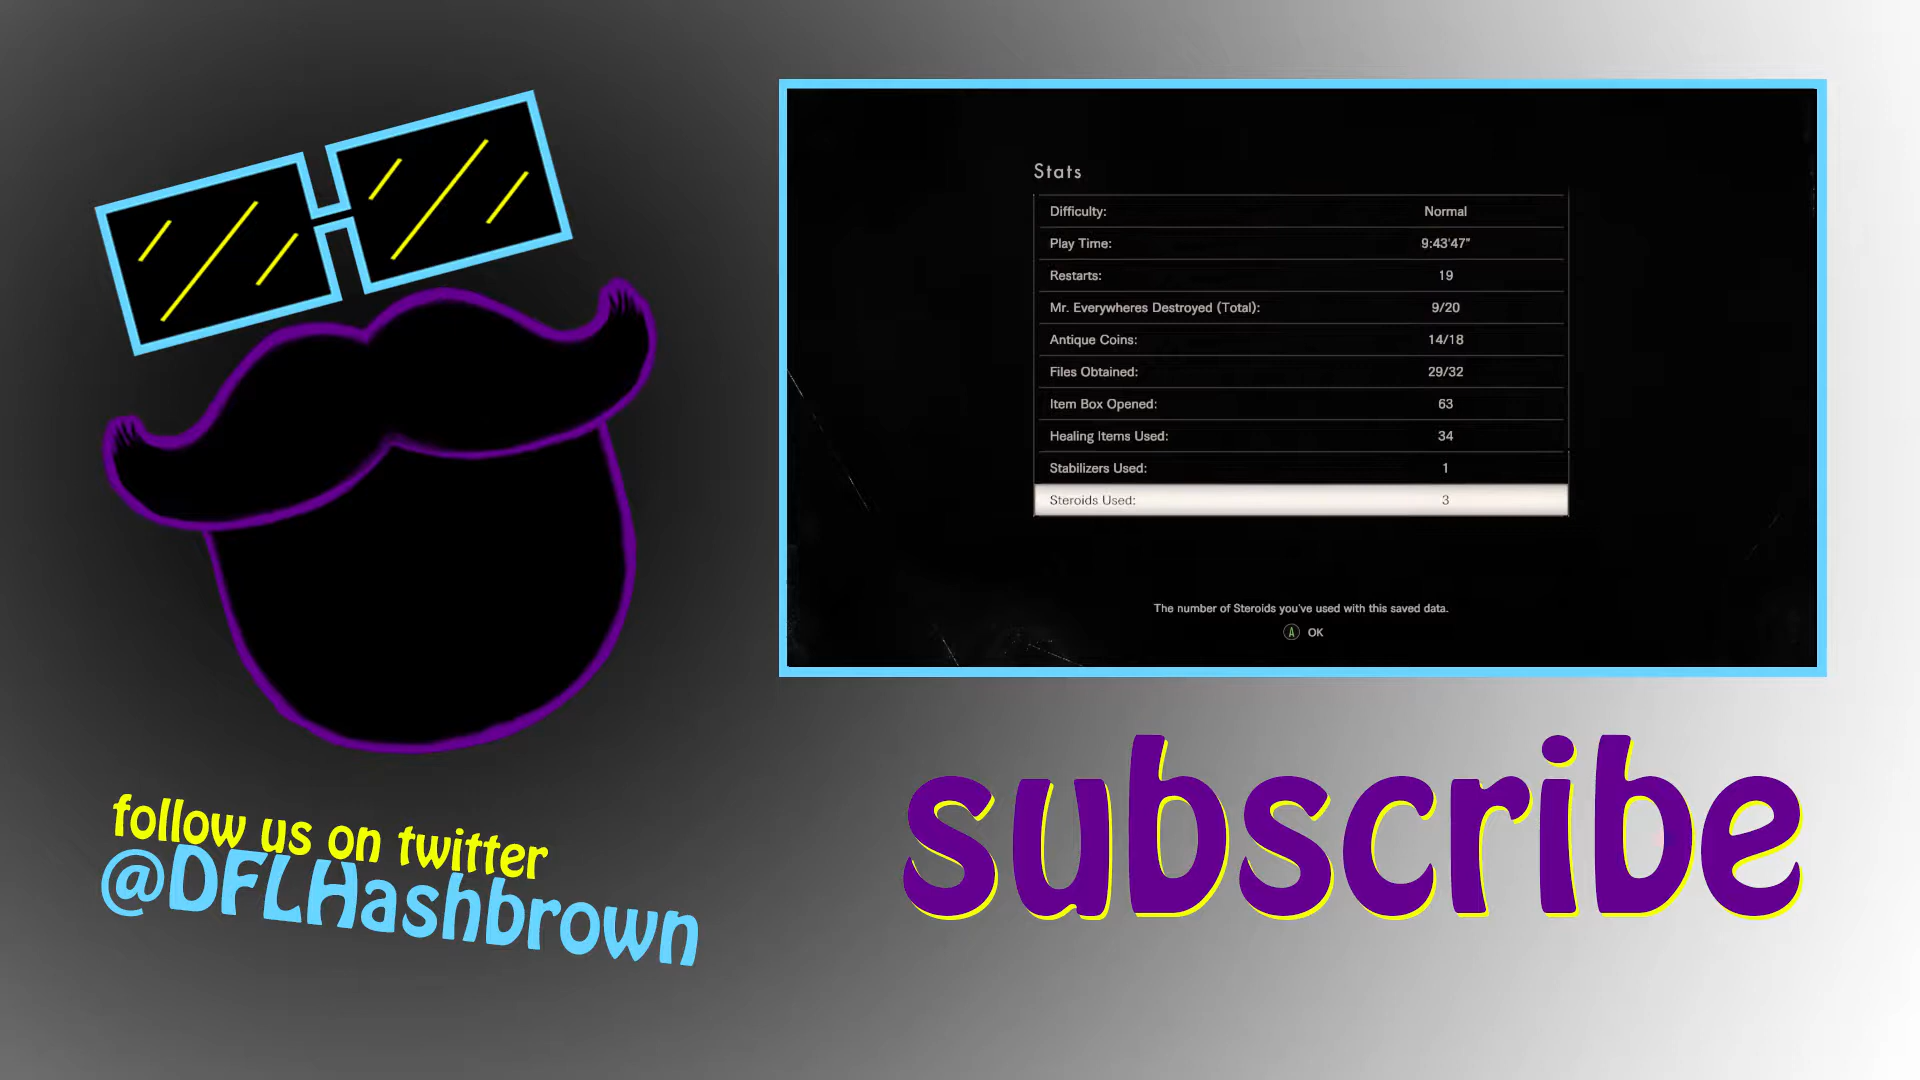 Stats
Difficulty: Normal
Play Time: 9:43'47"
Restarts: 19
Mr. Everywheres Destroyed (Total): 9/20
Antique Coins: 14/18
Files Obtained: 29/32
Item Box Opened: 63
Healing Items Used: 34
Stabilizers Used: 1
Steroids Used: 3
The number of Steroids you've used with this saved data.
A OK
follow us on twitter
@DFLHashbrown
subscribe